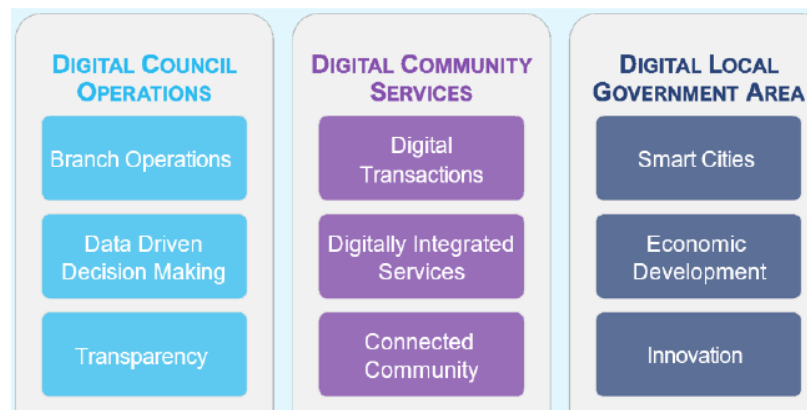 DIGITAL COUNCIL
OPERATIONS
Branch Operations
Data Driven
Decision Making
Transparency
DIGITAL COMMUNITY
SERVICES
Digital
Transactions
Digitally Integrated
Services
Connected
Community
DIGITAL LOCAL
GOVERNMENT AREA
Smart Cities
Economic
Development
Innovation